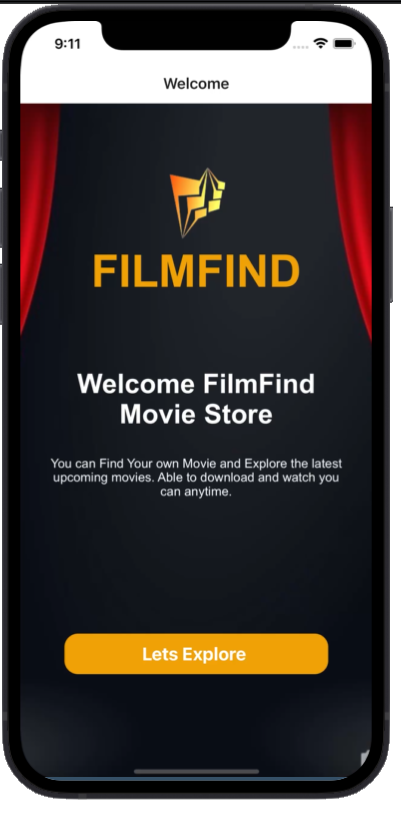 9:11
Welcome
FILMFIND
Welcome FilmFind
Movie Store
You can Find Your own Movie and Explore the latest
upcoming movies. Able to download and watch you
can anytime.
Lets Explore